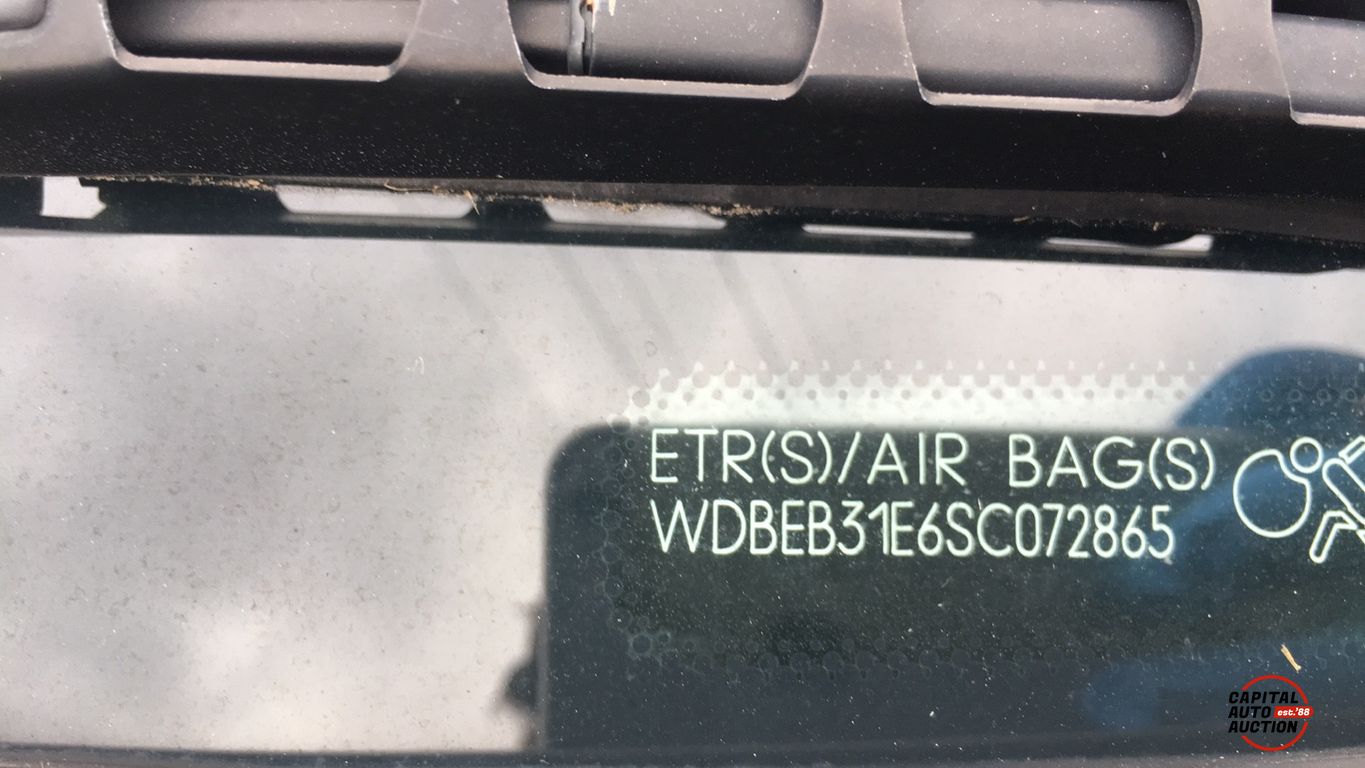 ETR(S)/AIR BAG(S)
WDBEB31E6SC072865
CAPITAL
AUTO est.'88
AUCTION